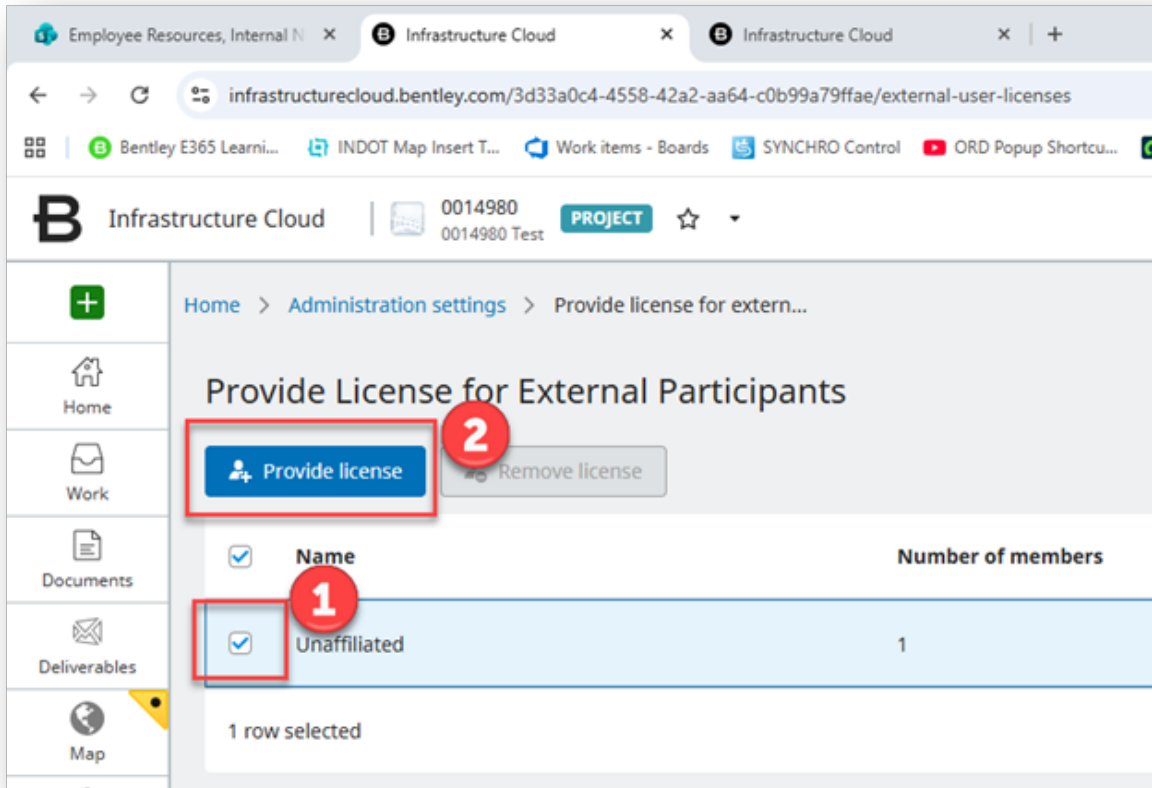 Employee Resources, Internal N
Infrastructure Cloud
Infrastructure Cloud
infrastructurecloud.bentley.com/3d33a0c4-4558-42a2-aa64-c0b99a79ffae/external-user-licenses
Bentley E365 Learni...
INDOT Map Insert T...
Work items - Boards
SYNCHRO Control
ORD Popup Shortcu...
B Infrastructure Cloud
0014980
0014980 Test
PROJECT
Home > Administration settings > Provide license for extern...
Home
Work
Documents
Deliverables
Map
Provide License for External Participants
2
Provide license
Remove license
Name Number of members
1
Unaffiliated 1
1 row selected